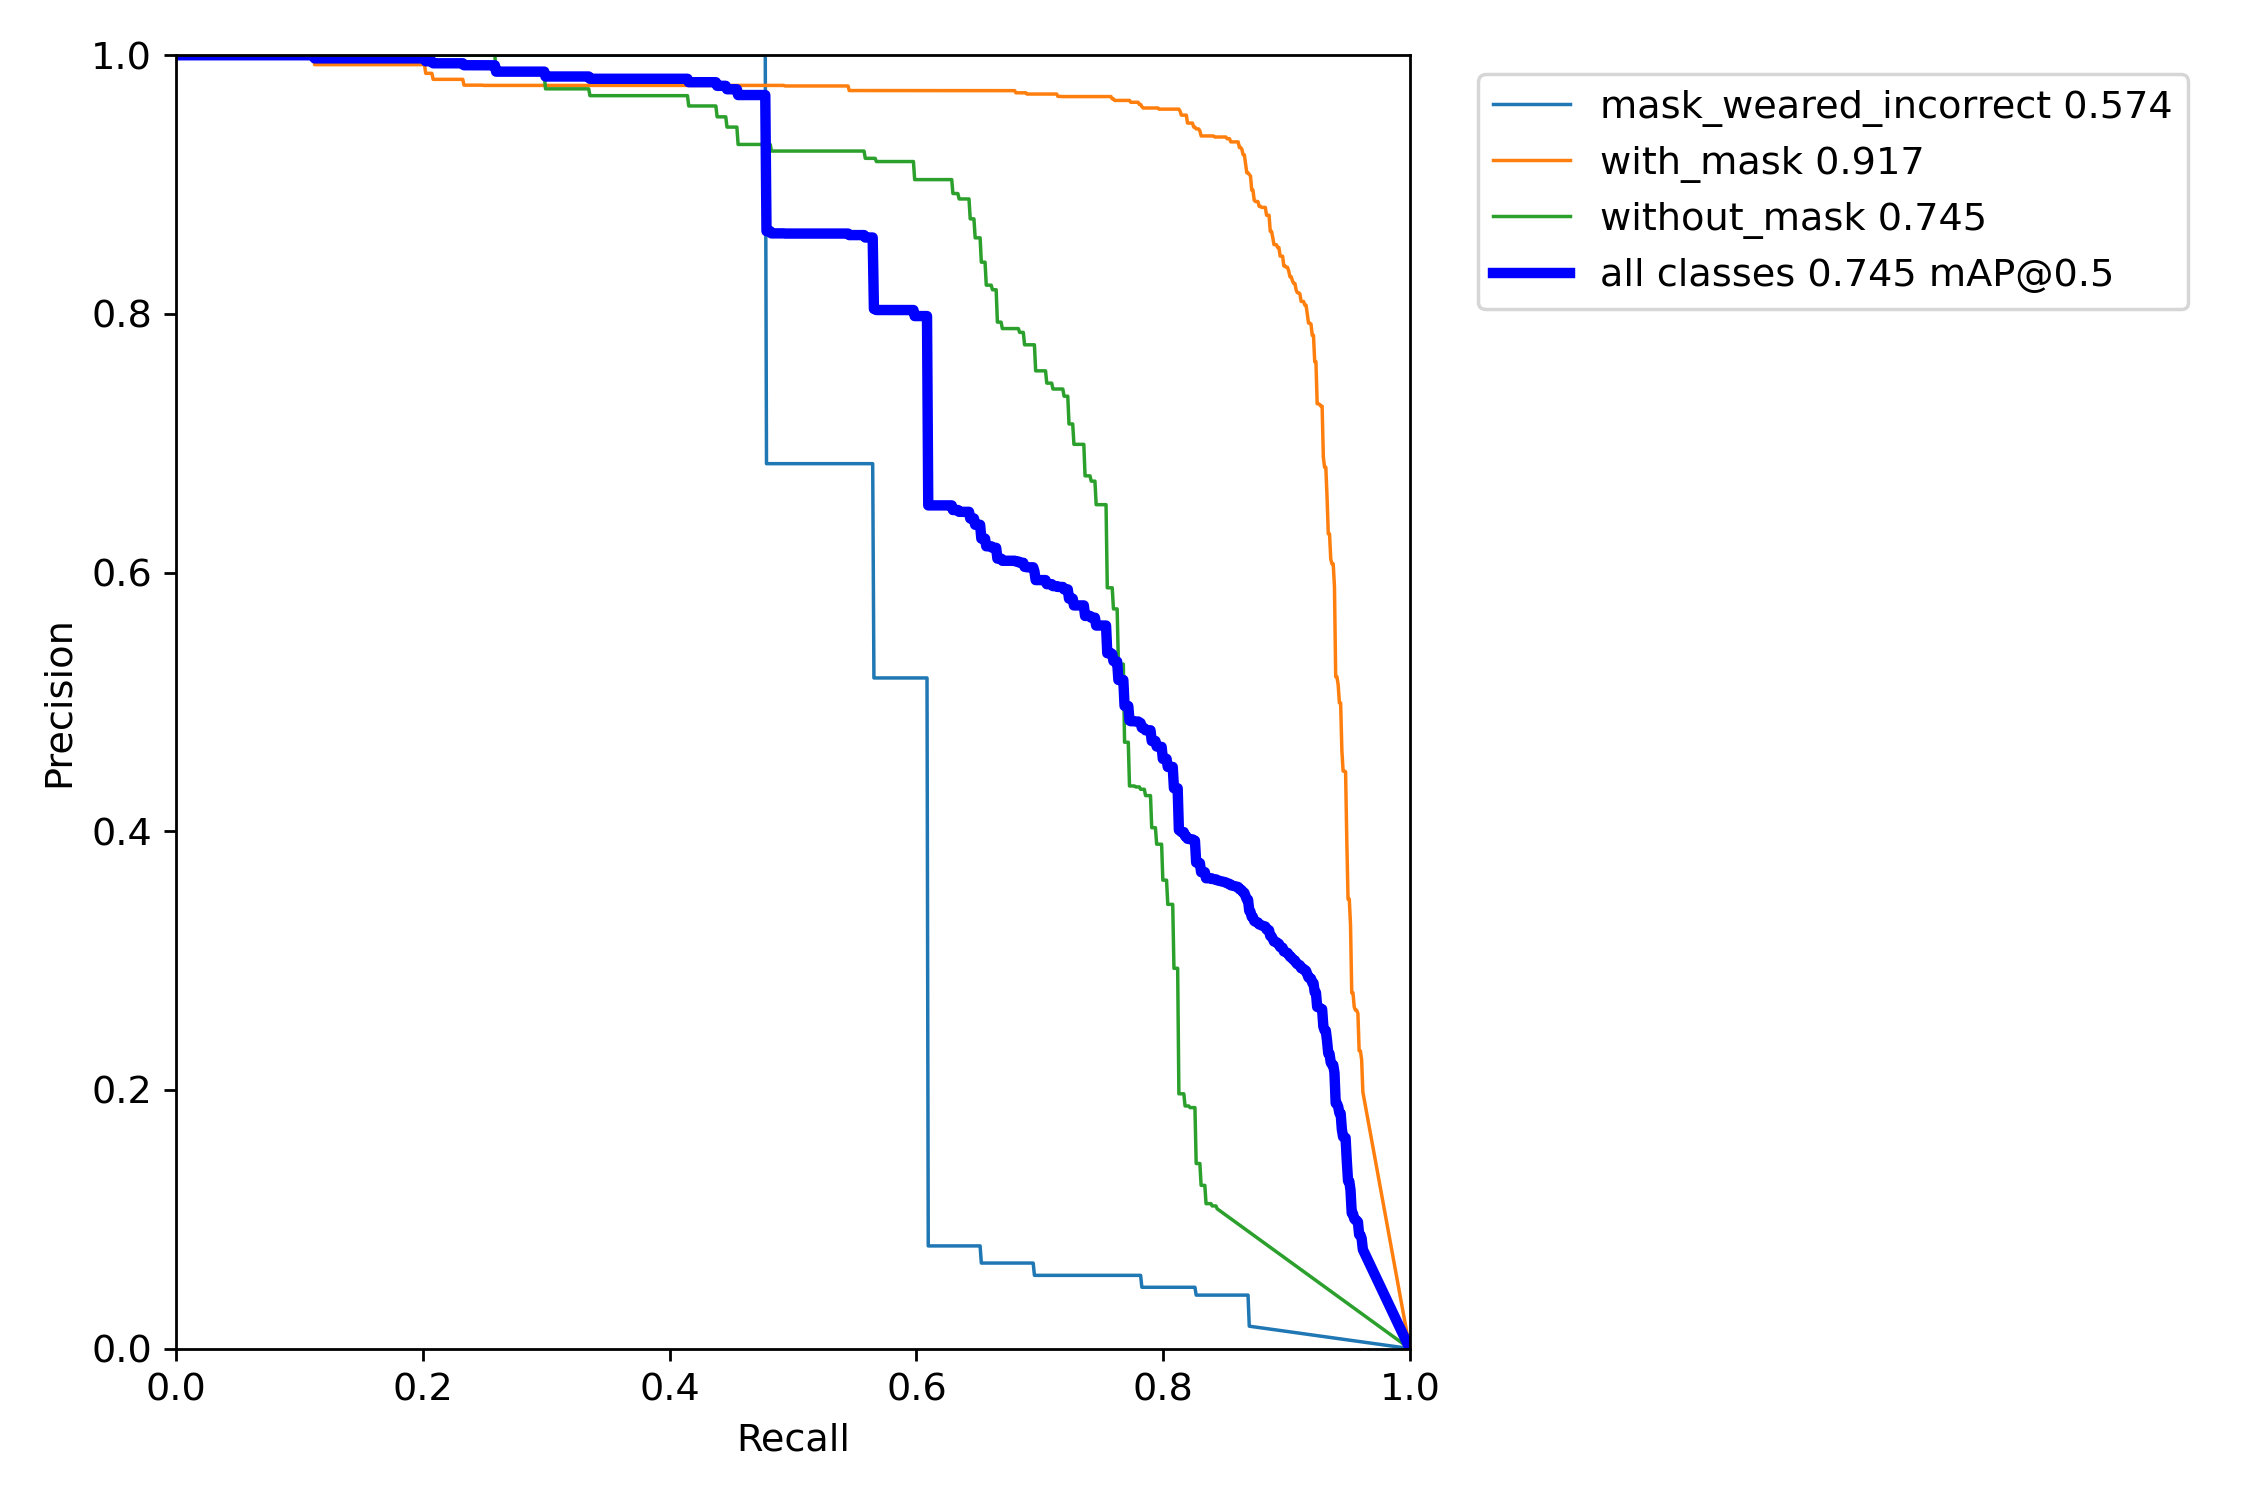 1.0
0.8
0.6
0.4
0.2
0.0
Precision
0.0 0.2 0.4 0.6 0.8 1.0
Recall
mask_weared_incorrect 0.574
with_mask 0.917
without_mask 0.745
all classes 0.745 mAP@0.5